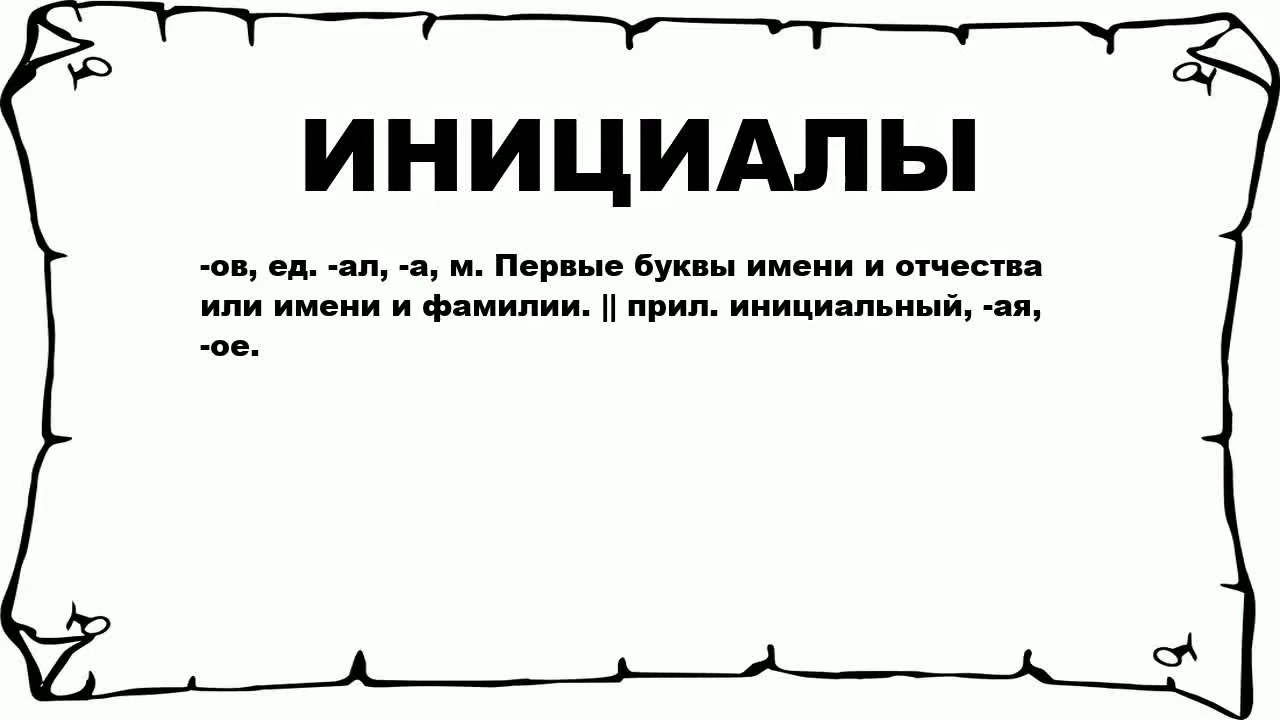 ИНИЦИАЛЫ
-ов, ед. -ал, -а, м. Первые буквы имени и отчества
или имени и фамилии. || прил. инициальный, -ая,
-ое.